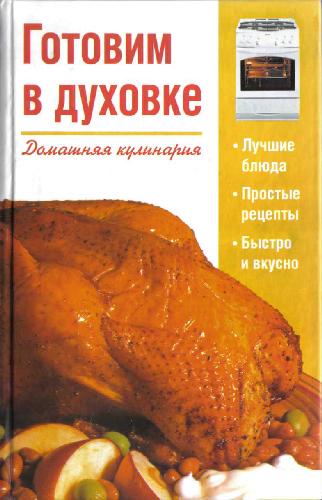 Готовим
в духовке
Домашняя кулинария
• Лучшие
блюда
• Простые
рецепты
• Быстро
и вкусно